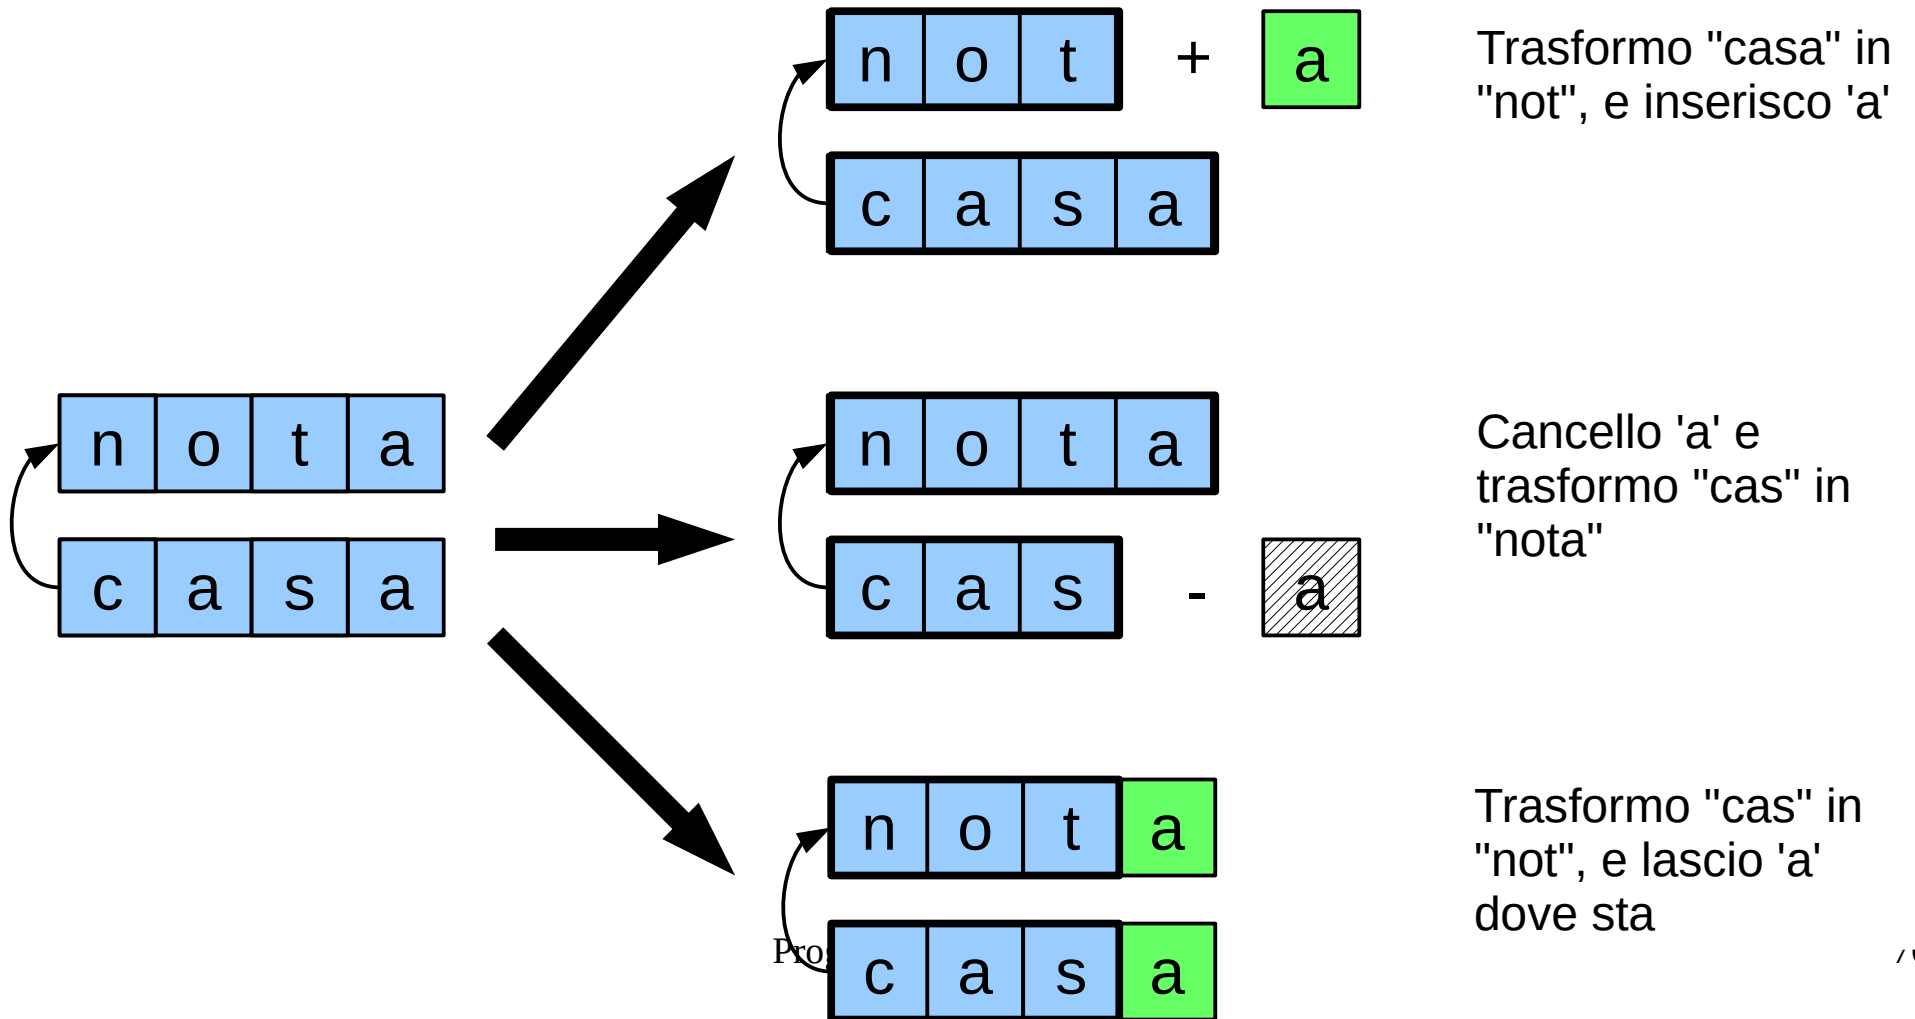 n o t + a
Trasformo "casa" in
"not", e inserisco 'a'
c a s a
n o t a
c a s a
n o t a
c a s - a
Cancello 'a' e
trasformo "cas" in
"nota"
n o t a
c a s a
Trasformo "cas" in
"not", e lascio 'a'
dove sta